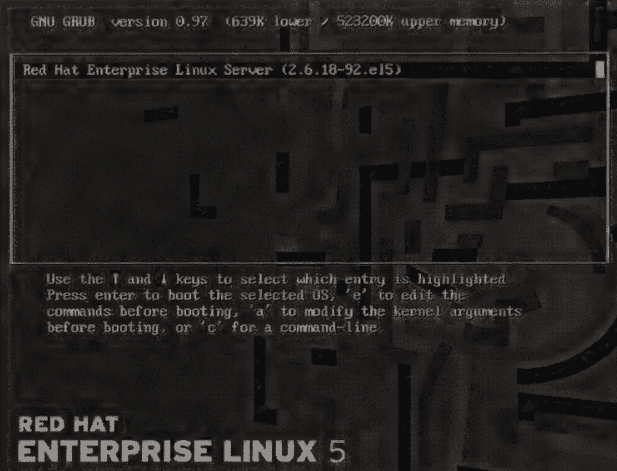 GNU GRUB version 0.97 (639K lower / 523200K upper memory)
Red Hat Enterprise Linux Server (2.6.18-92.el5)
Use the ↑ and ↓ keys to select which entry is highlighted
Press enter to boot the selected OS, 'e' to edit the
commands before booting, 'a' to modify the kernel arguments
before booting, or 'c' for a command-line
RED HAT
ENTERPRISE LINUX 5